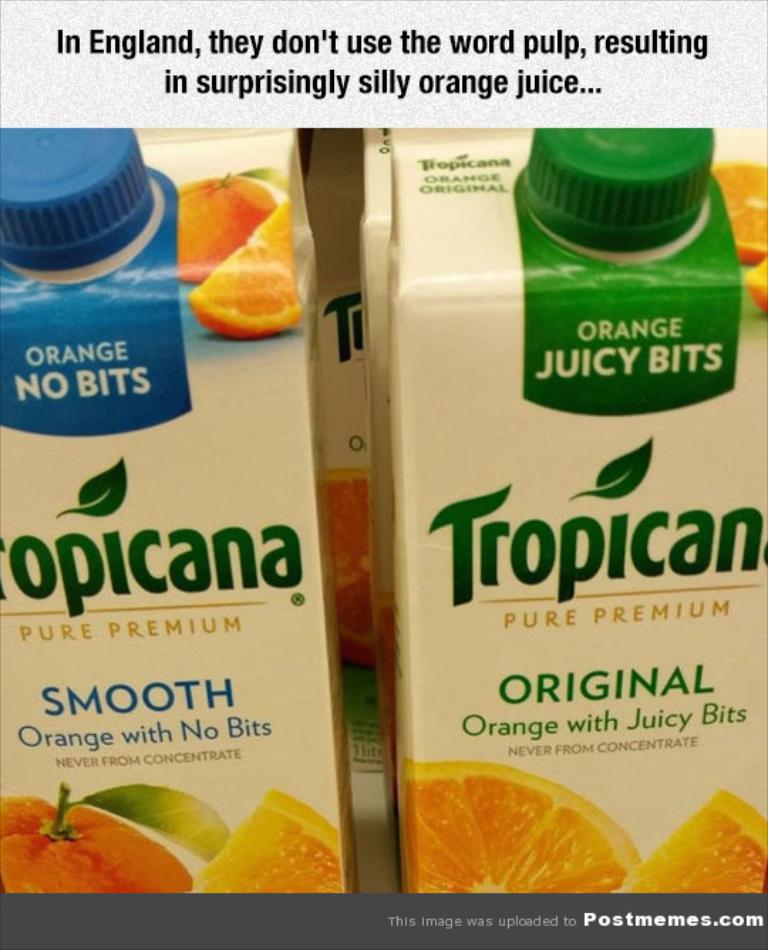 In England, they don't use the word pulp, resulting
in surprisingly silly orange juice...
ORANGE
NO BITS
ropicana
®
PURE PREMIUM
SMOOTH
Orange with No Bits
NEVER FROM CONCENTRATE
Tropicana
ORANGE
ORIGINAL
ORANGE
JUICY BITS
Tropican
PURE PREMIUM
ORIGINAL
Orange with Juicy Bits
NEVER FROM CONCENTRATE
This image was uploaded to Postmemes.com